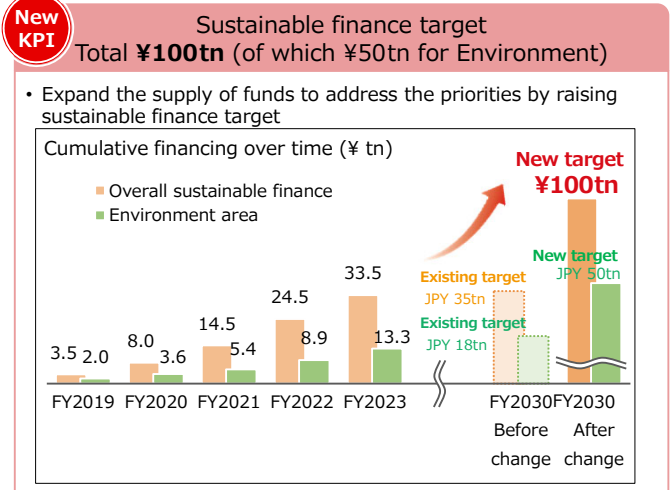 New
KPI
Sustainable finance target
Total ¥100tn (of which ¥50tn for Environment)
• Expand the supply of funds to address the priorities by raising
sustainable finance target
Cumulative financing over time (¥ tn)
Overall sustainable finance
Environment area
New target
¥100tn
New target
JPY 50tn
Existing target
JPY 35tn
Existing target
JPY 18tn
3.5 2.0
8.0 3.6
14.5 5.4
24.5 8.9
33.5 13.3
FY2019 FY2020 FY2021 FY2022 FY2023 FY2030 FY2030
Before After
change change